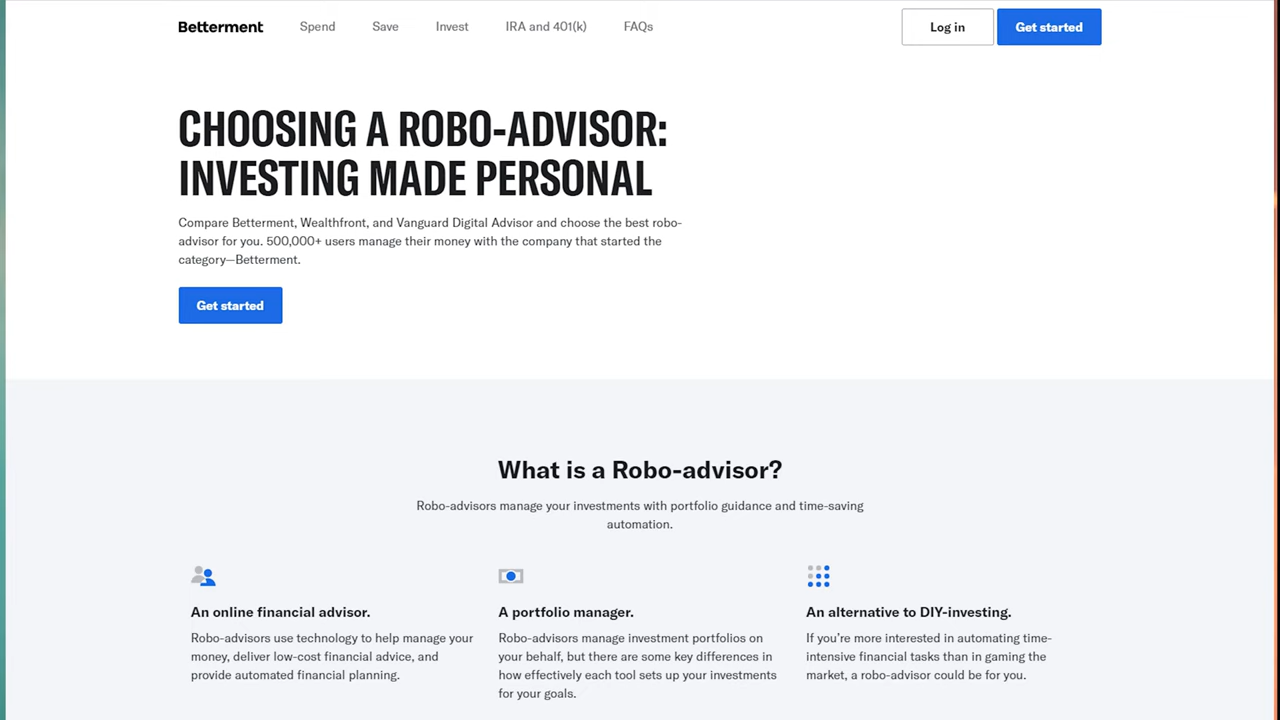 Betterment Spend Save Invest IRA and 401(k) FAQs Log in Get started
CHOOSING A ROBO-ADVISOR:
INVESTING MADE PERSONAL
Compare Betterment, Wealthfront, and Vanguard Digital Advisor and choose the best robo-
advisor for you. 500,000+ users manage their money with the company that started the
category—Betterment.
Get started
What is a Robo-advisor?
Robo-advisors manage your investments with portfolio guidance and time-saving
automation.
An online financial advisor.
Robo-advisors use technology to help manage your
money, deliver low-cost financial advice, and
provide automated financial planning.
A portfolio manager.
Robo-advisors manage investment portfolios on
your behalf, but there are some key differences in
how effectively each tool sets up your investments
for your goals.
An alternative to DIY-investing.
If you're more interested in automating time-
intensive financial tasks than in gaming the
market, a robo-advisor could be for you.